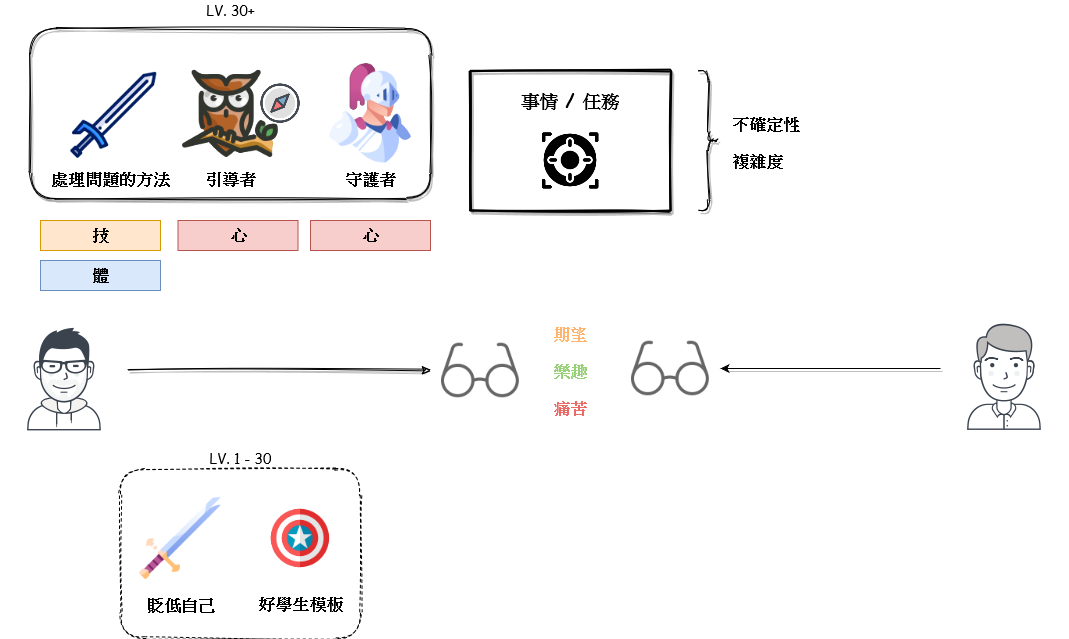 LV. 30+
處理問題的方法
引導者
守護者
事情 / 任務
不確定性
複雜度
技
心
心
體
期望
樂趣
痛苦
LV. 1 - 30
貶低自己
好學生模板